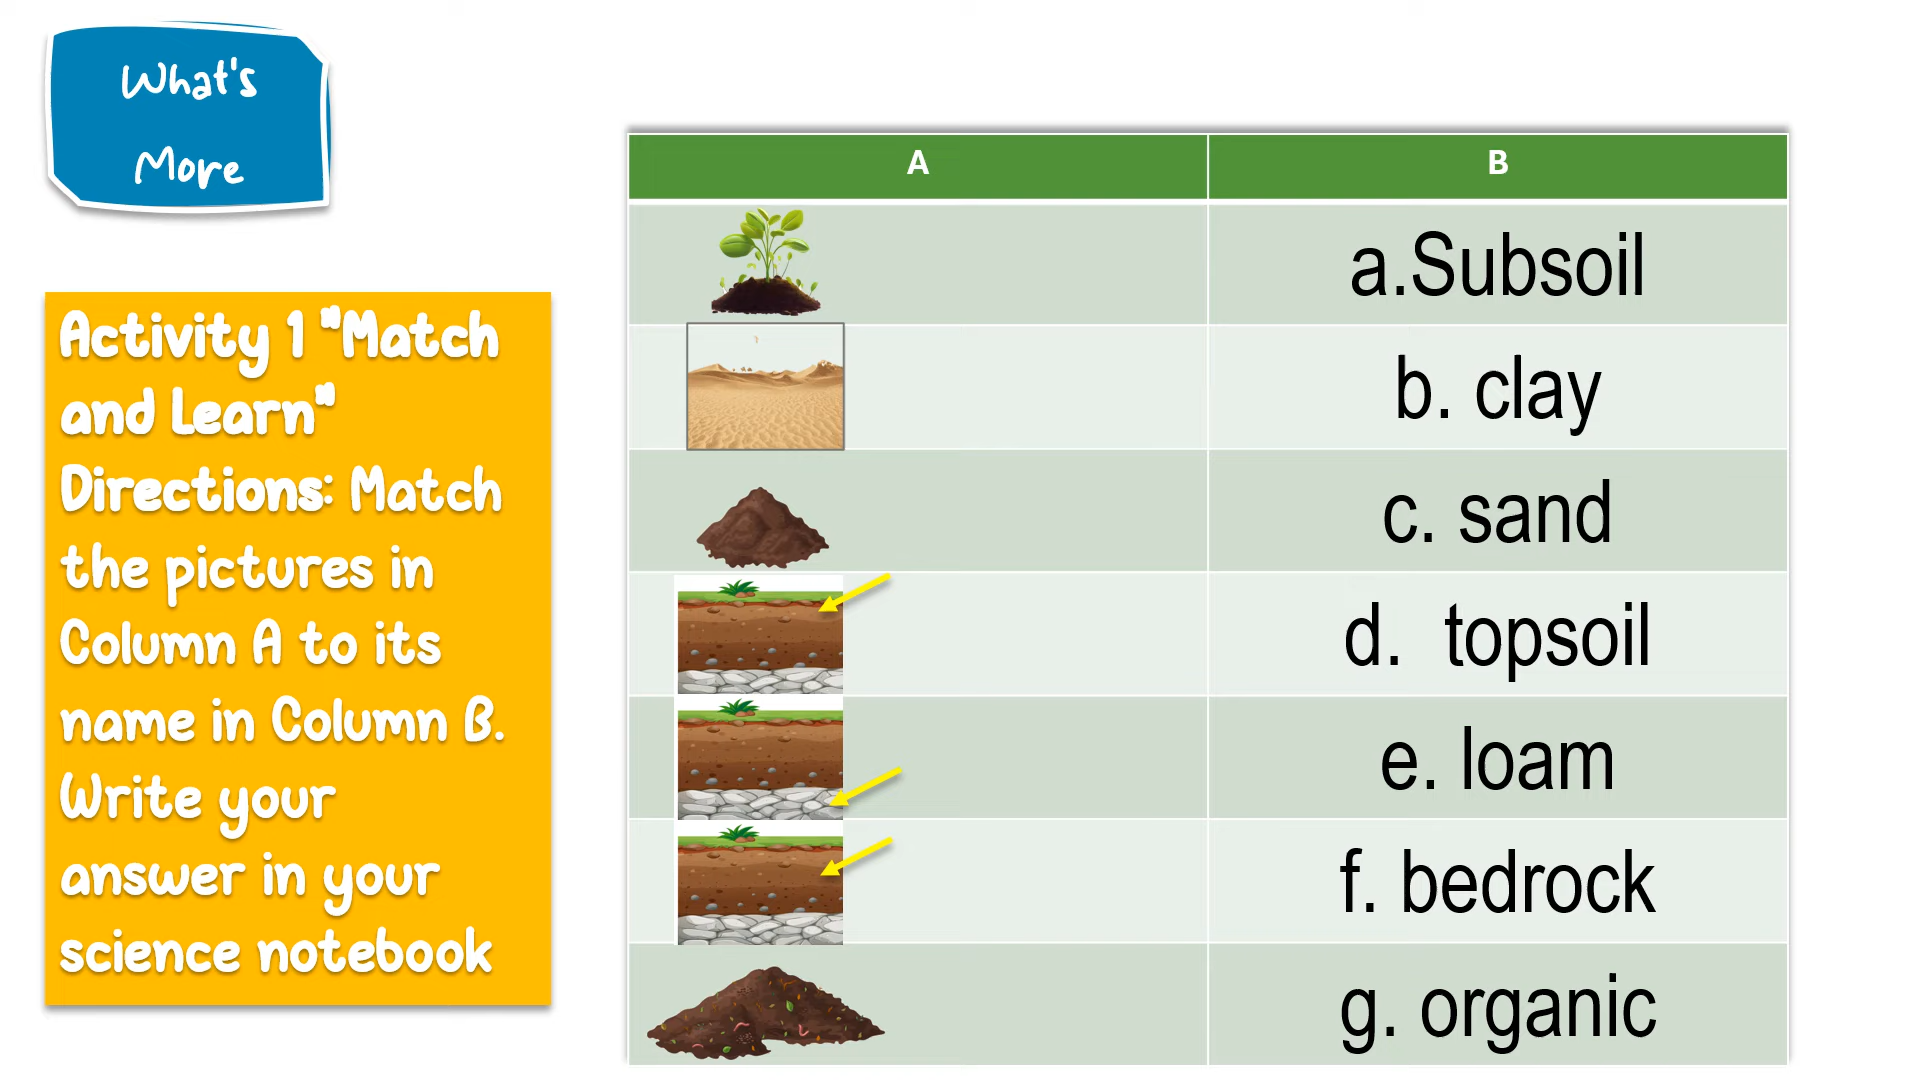 What's
More
Activity 1 "Match
and Learn"
Directions: Match
the pictures in
Column A to its
name in Column B.
Write your
answer in your
science notebook
A
B
a.Subsoil
b. clay
c. sand
d. topsoil
e. loam
f. bedrock
g. organic